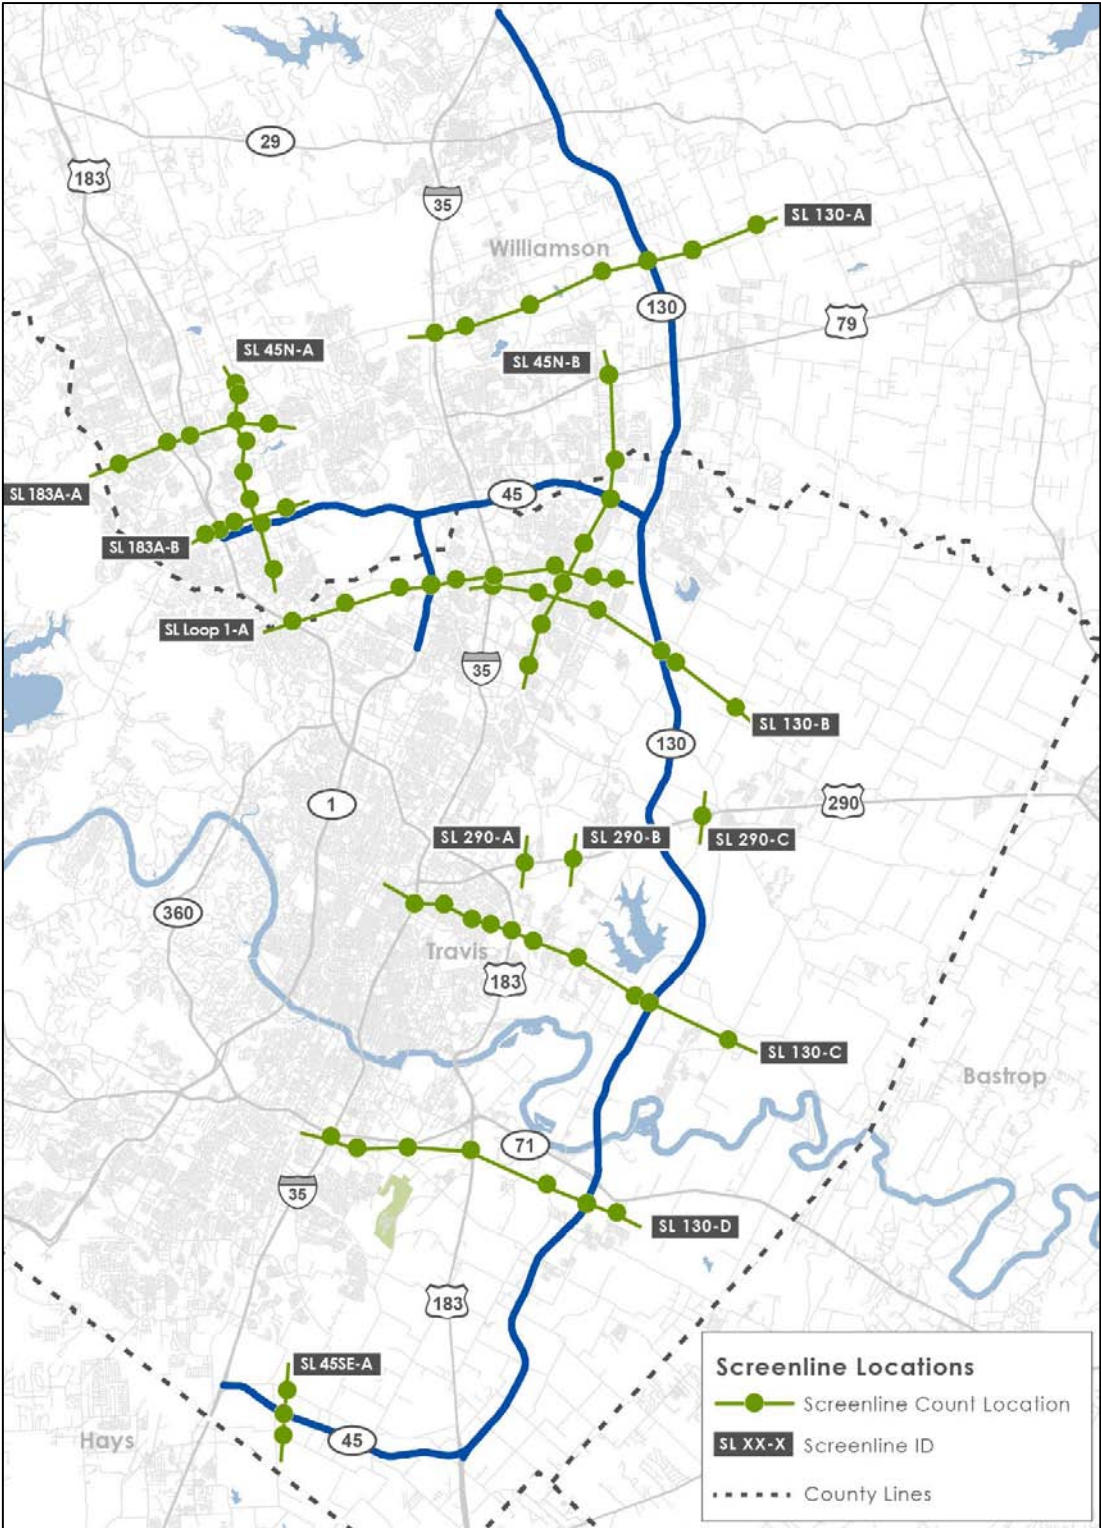 29
183
35
SL 130-A
Williamson
130
79
SL 45N-A
SL 45N-B
SL 183A-A
45
SL 183A-B
SL Loop 1-A
35
SL 130-B
130
1
290
SL 290-A
SL 290-B
SL 290-C
360
Travis
183
SL 130-C
Bastrop
71
35
SL 130-D
183
SL 45SE-A
Hays
45
Screenline Locations
Screenline Count Location
SL XX-X Screenline ID
County Lines